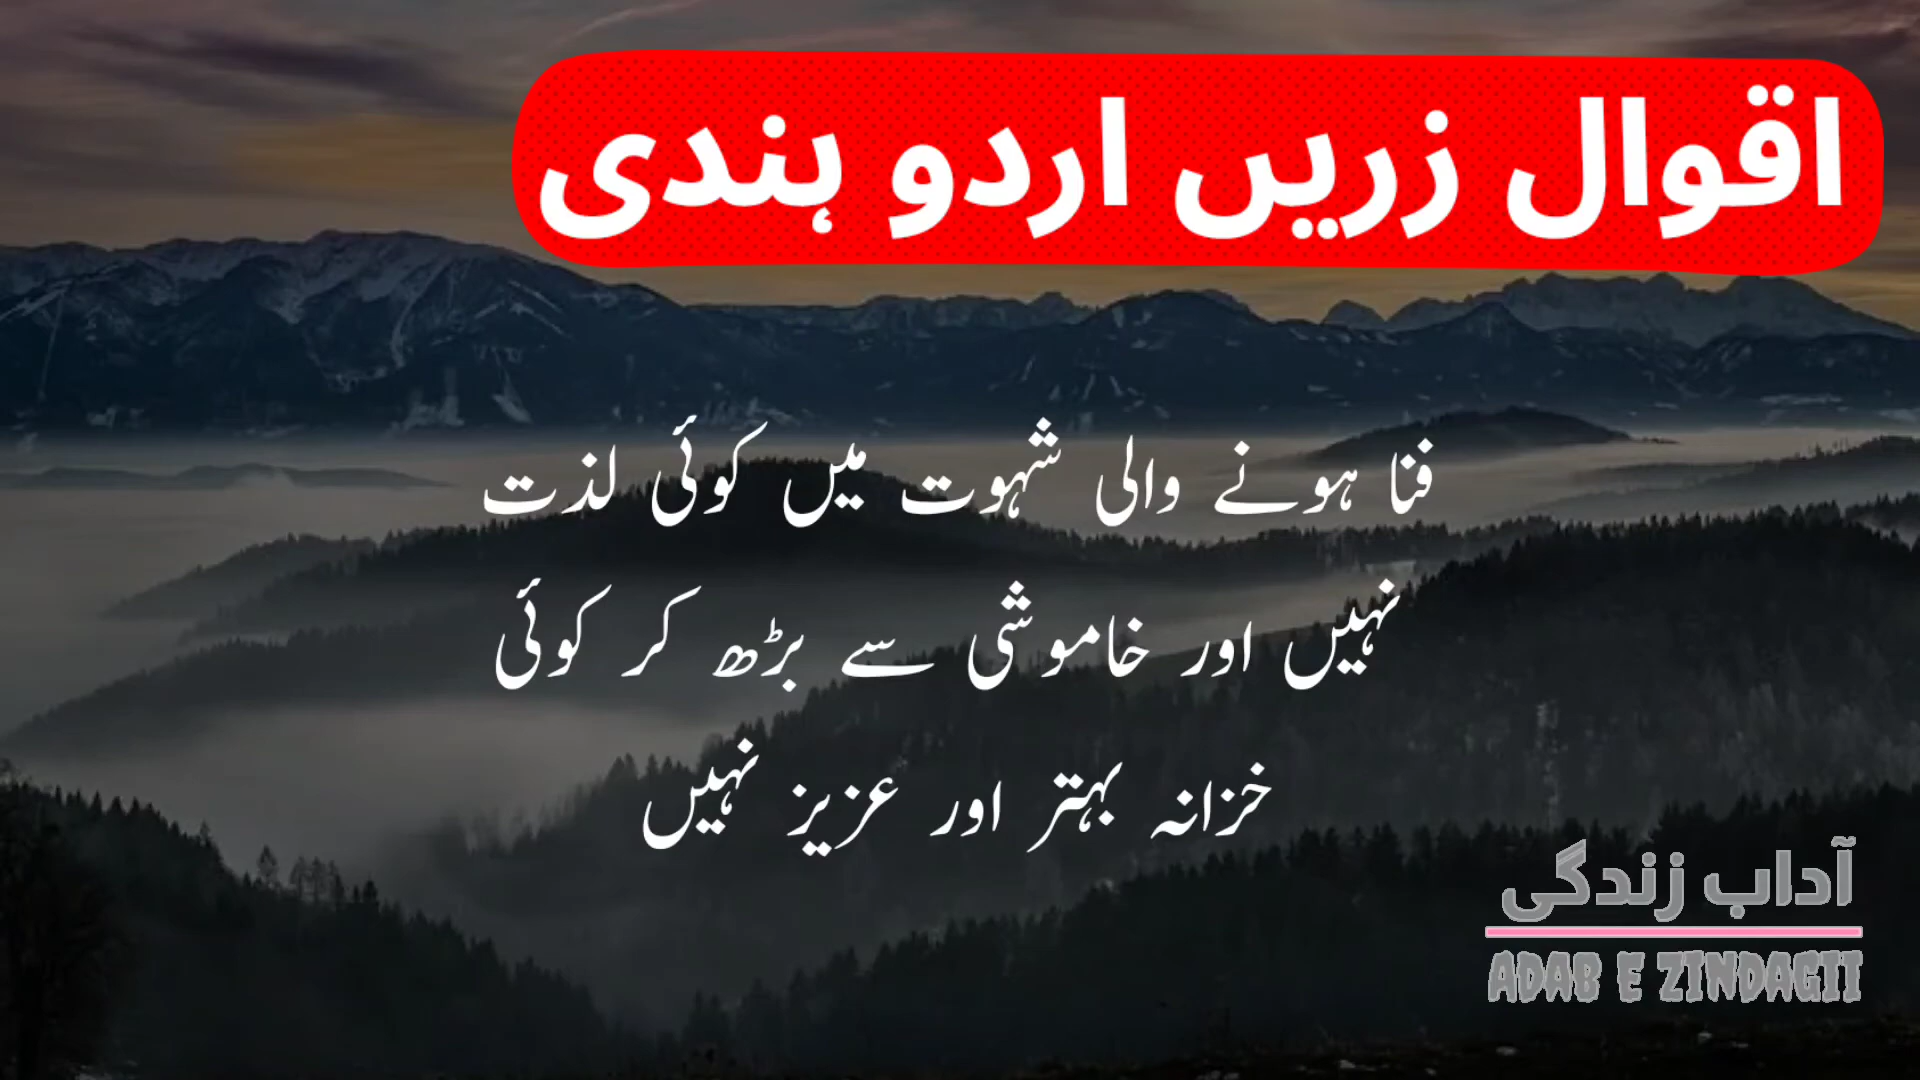 اقوال زریں اردو ہندی
فنا ہونے والی شہوت میں کوئی لذت
نہیں اور خاموشی سے بڑھ کر کوئی
خزانہ بہتر اور عزیز نہیں
آداب زندگی
ADAB E ZINDAGII